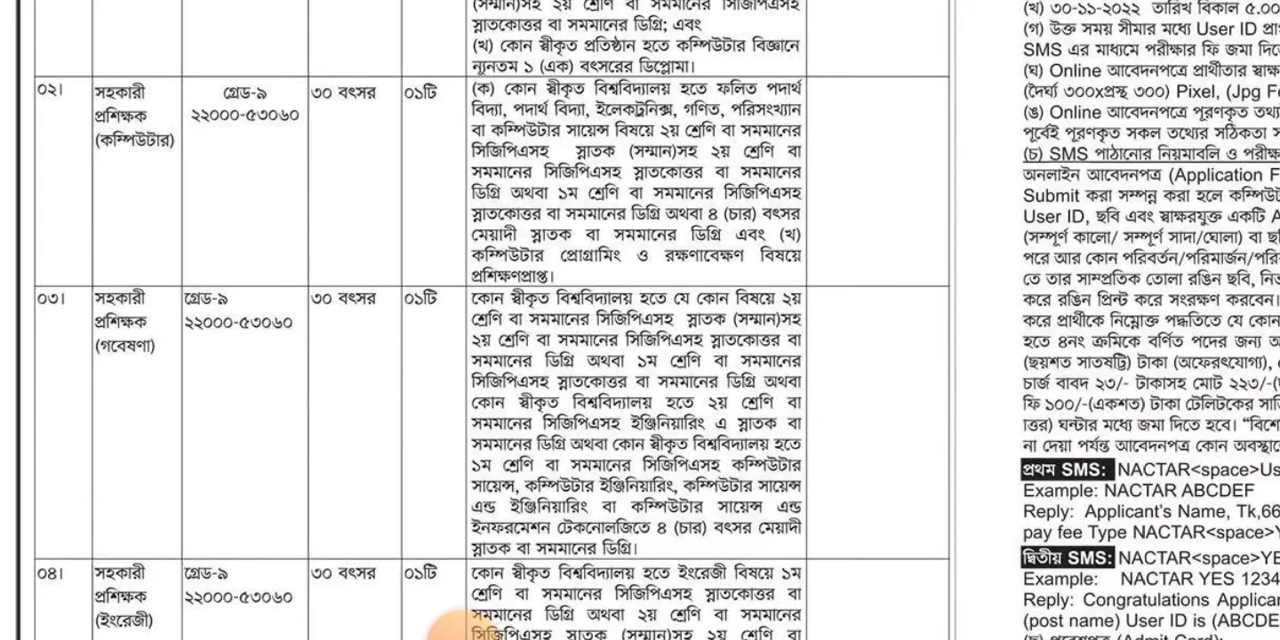 (সম্মান)সহ ২য় শ্রেণি বা সমমানের সিজিপিএসহ
স্নাতকোত্তর বা সমমানের ডিগ্রি; এবং
(খ) কোন স্বীকৃত প্রতিষ্ঠান হতে কম্পিউটার বিজ্ঞানে
ন্যূনতম ১ (এক) বৎসরের ডিপ্লোমা।
০২।
সহকারী
প্রশিক্ষক
(কম্পিউটার)
গ্রেড-৯
২২০০০-৫৩০৬০
৩০ বৎসর
০১টি
(ক) কোন স্বীকৃত বিশ্ববিদ্যালয় হতে ফলিত পদার্থ
বিদ্যা, পদার্থ বিদ্যা, ইলেকট্রনিক্স, গণিত, পরিসংখ্যান
বা কম্পিউটার সায়েন্স বিষয়ে ২য় শ্রেণি বা সমমানের
সিজিপিএসহ স্নাতক (সম্মান)সহ ২য় শ্রেণি বা
সমমানের সিজিপিএসহ স্নাতকোত্তর বা সমমানের
ডিগ্রি অথবা ১ম শ্রেণি বা সমমানের সিজিপিএসহ
স্নাতকোত্তর বা সমমানের ডিগ্রি অথবা ৪ (চার) বৎসর
মেয়াদী স্নাতক বা সমমানের ডিগ্রি এবং (খ)
কম্পিউটার প্রোগ্রামিং ও রক্ষণাবেক্ষণ বিষয়ে
প্রশিক্ষণপ্রাপ্ত।
০৩।
সহকারী
প্রশিক্ষক
(গবেষণা)
গ্রেড-৯
২২০০০-৫৩০৬০
৩০ বৎসর
০১টি
কোন স্বীকৃত বিশ্ববিদ্যালয় হতে যে কোন বিষয়ে ২য়
শ্রেণি বা সমমানের সিজিপিএসহ স্নাতক (সম্মান)সহ
২য় শ্রেণি বা সমমানের সিজিপিএসহ স্নাতকোত্তর বা
সমমানের ডিগ্রি অথবা ১ম শ্রেণি বা সমমানের
সিজিপিএসহ স্নাতকোত্তর বা সমমানের ডিগ্রি অথবা
কোন স্বীকৃত বিশ্ববিদ্যালয় হতে ২য় শ্রেণি বা
সমমানের সিজিপিএসহ ইঞ্জিনিয়ারিং এ স্নাতক বা
সমমানের ডিগ্রি অথবা কোন স্বীকৃত বিশ্ববিদ্যালয় হতে
১ম শ্রেণি বা সমমানের সিজিপিএসহ কম্পিউটার
সায়েন্স, কম্পিউটার ইঞ্জিনিয়ারিং, কম্পিউটার সায়েন্স
এন্ড ইঞ্জিনিয়ারিং বা কম্পিউটার সায়েন্স এন্ড
ইনফরমেশন টেকনোলজিতে ৪ (চার) বৎসর মেয়াদী
স্নাতক বা সমমানের ডিগ্রি।
০৪।
সহকারী
প্রশিক্ষক
(ইংরেজী)
গ্রেড-৯
২২০০০-৫৩০৬০
৩০ বৎসর
০১টি
কোন স্বীকৃত বিশ্ববিদ্যালয় হতে ইংরেজী বিষয়ে ১ম
শ্রেণি বা সমমানের সিজিপিএসহ স্নাতকোত্তর বা
সমমানের ডিগ্রি অথবা ২য় শ্রেণি বা সমমানের
সিজিপিএসহ স্নাতক (সম্মান)সহ ২য় শ্রেণি বা
(খ) ৩০-১১-২০২২ তারিখ বিকাল ৫.০০
(গ) উক্ত সময় সীমার মধ্যে User ID প্রা
SMS এর মাধ্যমে পরীক্ষার ফি জমা দিতে
(ঘ) Online আবেদনপত্রে প্রার্থীতার স্বাক্ষ
(দৈর্ঘ্য ৩০০xপ্রস্থ ৩০০) Pixel, (Jpg Fo
(ঙ) Online আবেদনপত্রে পূরণকৃত তথ্য
পূর্বেই পূরণকৃত সকল তথ্যের সঠিকতা স
(চ) SMS পাঠানোর নিয়মাবলি ও পরীক্ষ
অনলাইন আবেদনপত্র (Application F
Submit করা সম্পন্ন করা হলে কম্পিউট
User ID, ছবি এবং স্বাক্ষরযুক্ত একটি A
(সম্পূর্ণ কালো/ সম্পূর্ণ সাদা/ঘোলা) বা ছ
পরে আর কোন পরিবর্তন/পরিমার্জন/পরি
তে তার সাম্প্রতিক তোলা রঙিন ছবি, নির্ভ
করে রঙিন প্রিন্ট করে সংরক্ষণ করবেন।
করে প্রার্থীকে নিম্নোক্ত পদ্ধতিতে যে কোন
হতে ৪নং ক্রমিকে বর্ণিত পদের জন্য অ
(ছয়শত সাতষট্টি) টাকা (অফেরৎযোগ্য),
চার্জ বাবদ ২৩/- টাকাসহ মোট ২২৩/-(
ফি ১০০/-(একশত) টাকা টেলিটকের সার্ভি
াত্তর) ঘন্টার মধ্যে জমা দিতে হবে। “বিশে
না দেয়া পর্যন্ত আবেদনপত্র কোন অবস্থাতে
প্রথম SMS: NACTAR<space>Us
Example: NACTAR ABCDEF
Reply: Applicant's Name, Tk,66
pay fee Type NACTAR<space>Y
দ্বিতীয় SMS: NACTAR<space>YE
Example: NACTAR YES 1234
Reply: Congratulations Applican
(post name) User ID is (ABCDE